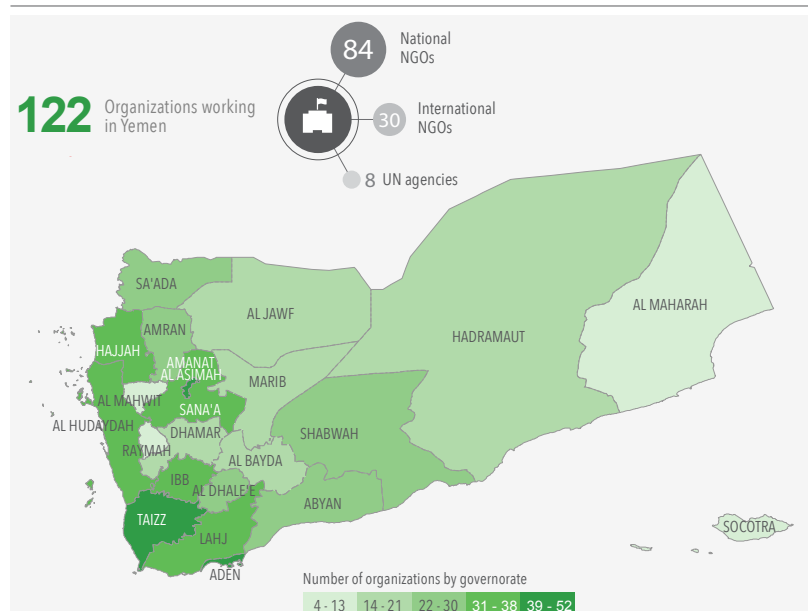 84
National
NGOs
122
Organizations working
in Yemen
30
International
NGOs
8 UN agencies
SA'ADA
AL JAWF
AL MAHARAH
HADRAMAUT
AMRAN
HAJJAH
AMANAT
AL ASIMAH
MARIB
AL MAHWIT
SANA'A
AL HUDAYDAH
DHAMAR
SHABWAH
RAYMAH
AL BAYDA
IBB
AL DHALE'E
ABYAN
TAIZZ
SOCOTRA
LAHJ
ADEN
Number of organizations by governorate
4 - 13 14 - 21 22 - 30 31 - 38 39 - 52